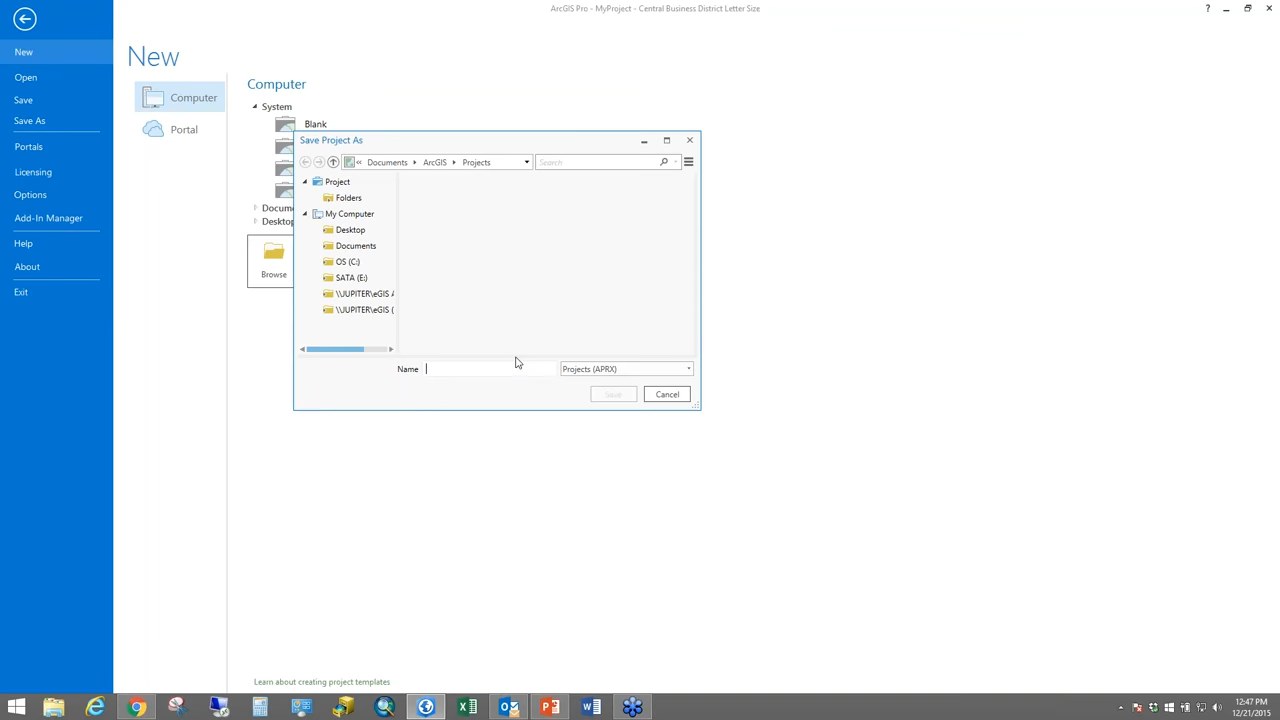 ArcGIS Pro - MyProject - Central Business District Letter Size
?
New
Open
Save
Save As
Portals
Licensing
Options
Add-In Manager
Help
About
Exit
New
Computer
Portal
Computer
System
Blank
Docum
Desktop
Browse
Save Project As
« Documents ArcGIS Projects
Search
Project
Folders
My Computer
Desktop
Documents
OS (C:)
SATA (E:)
\\JUPITER\eGIS A
\\JUPITER\eGIS (
Name
Projects (APRX)
Save
Cancel
Learn about creating project templates
12:47 PM
12/21/2015